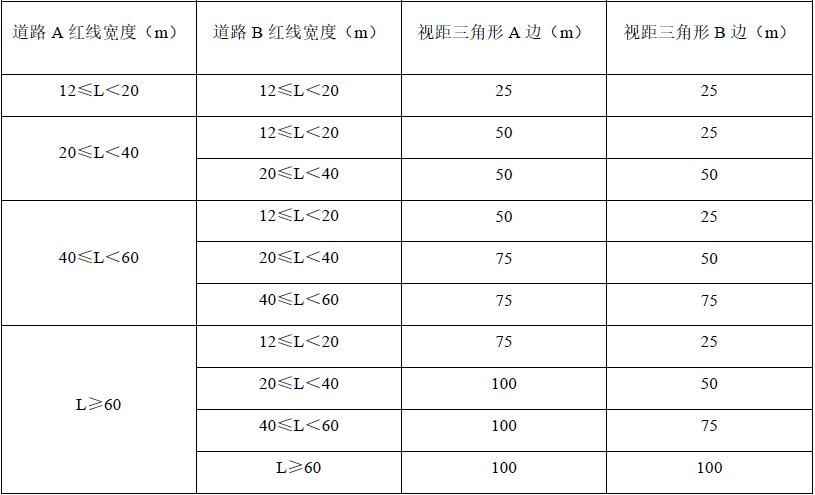 道路 A 红线宽度（m） 道路 B 红线宽度（m） 视距三角形 A 边（m） 视距三角形 B 边（m）
12≤L＜20 12≤L＜20 25 25
20≤L＜40 12≤L＜20 50 25
20≤L＜40 50 50
40≤L＜60 12≤L＜20 50 25
20≤L＜40 75 50
40≤L＜60 75 75
L≥60 12≤L＜20 75 25
20≤L＜40 100 50
40≤L＜60 100 75
L≥60 100 100